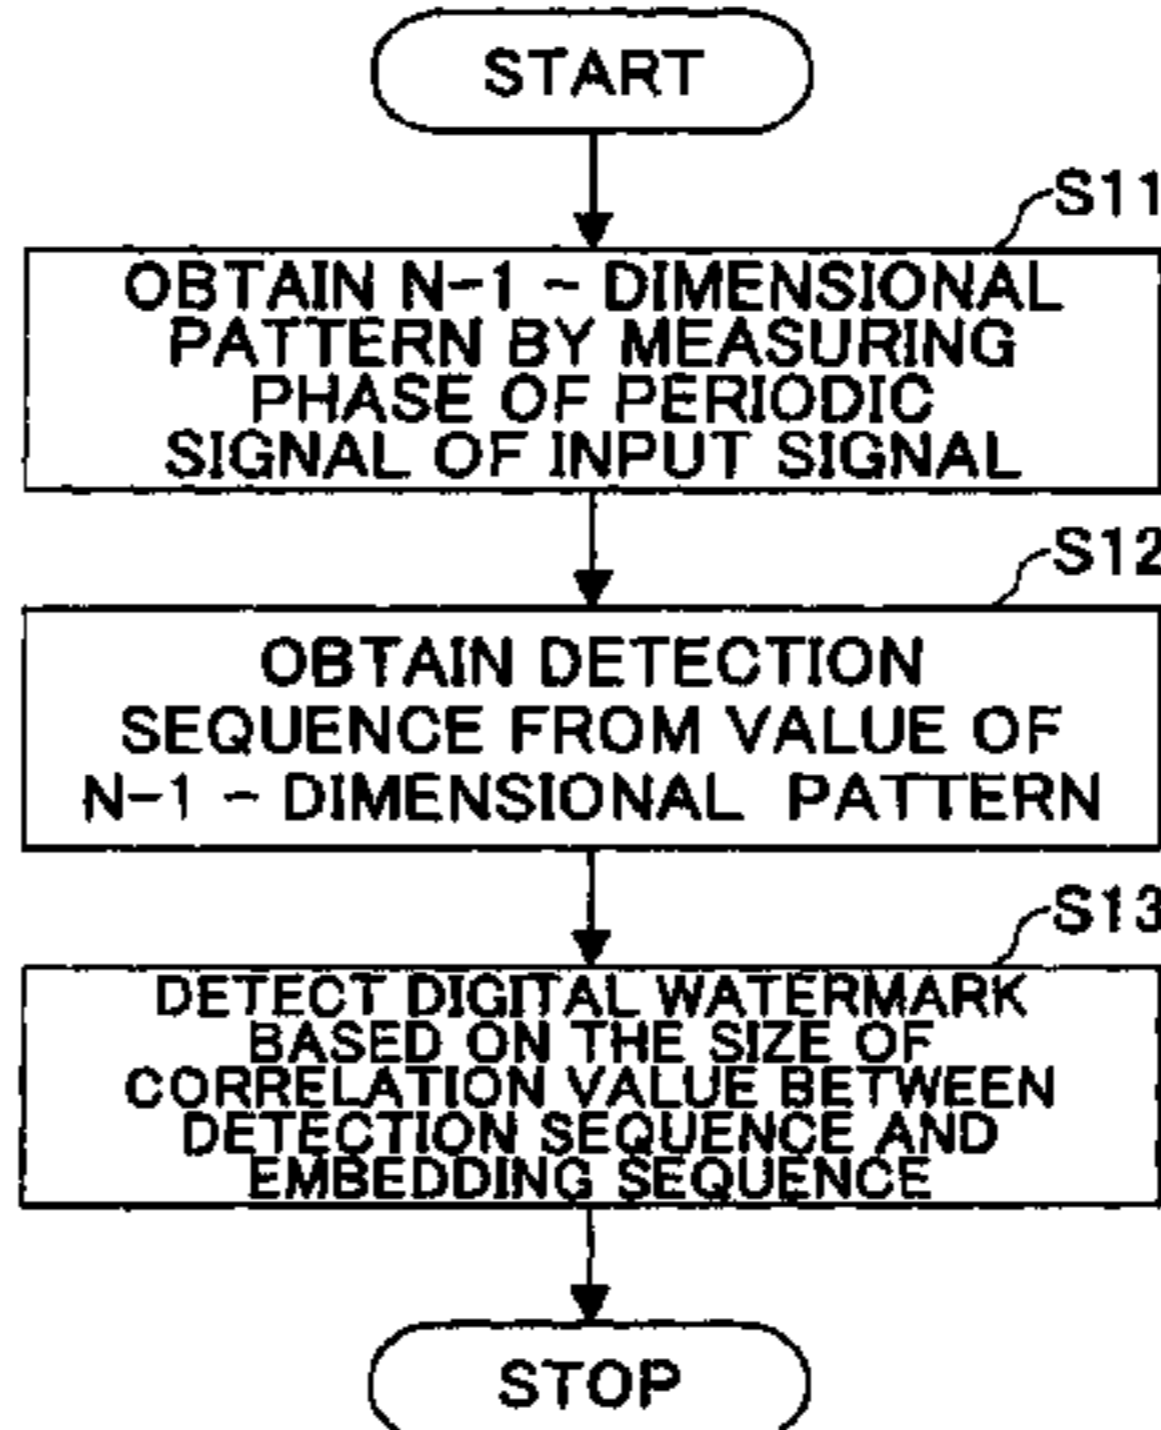 START
S11
OBTAIN N-1 - DIMENSIONAL
PATTERN BY MEASURING
PHASE OF PERIODIC
SIGNAL OF INPUT SIGNAL
S12
OBTAIN DETECTION
SEQUENCE FROM VALUE OF
N-1 - DIMENSIONAL PATTERN
S13
DETECT DIGITAL WATERMARK
BASED ON THE SIZE OF
CORRELATION VALUE BETWEEN
DETECTION SEQUENCE AND
EMBEDDING SEQUENCE
STOP